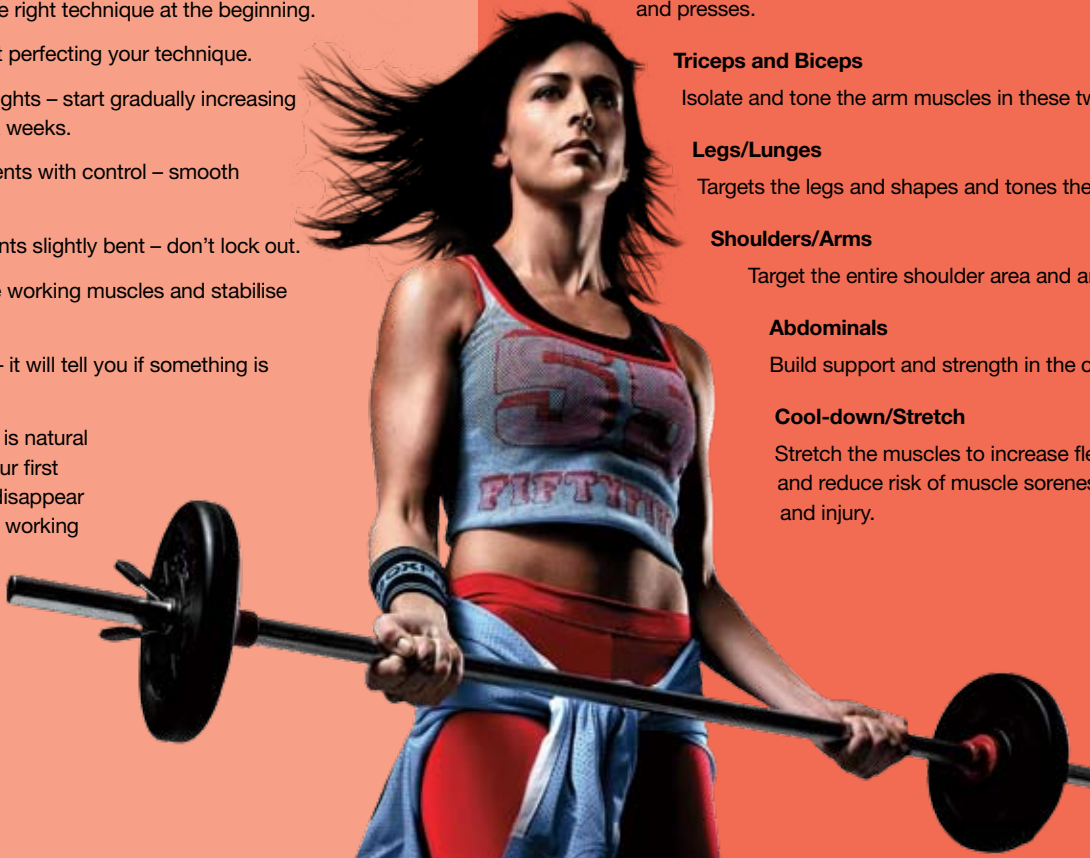 e right technique at the beginning.
t perfecting your technique.
ghts – start gradually increasing
weeks.
ents with control – smooth
nts slightly bent – don't lock out.
e working muscles and stabilise
- it will tell you if something is
is natural
ur first
disappear
working
and presses.
Triceps and Biceps
Isolate and tone the arm muscles in these tw
Legs/Lunges
Targets the legs and shapes and tones the
Shoulders/Arms
Target the entire shoulder area and a
Abdominals
Build support and strength in the c
Cool-down/Stretch
Stretch the muscles to increase fle
and reduce risk of muscle sorenes
and injury.
55